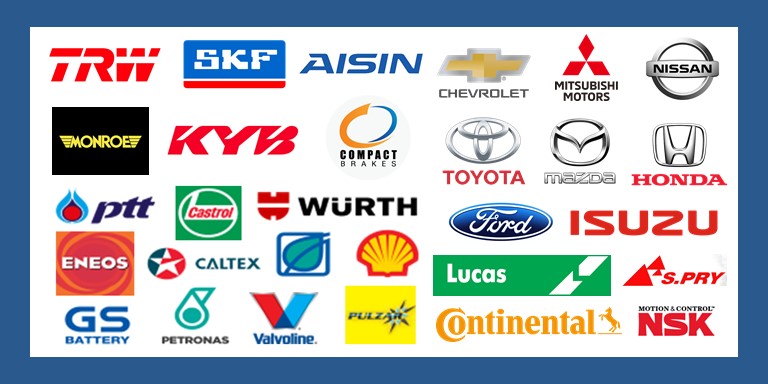 TRW
SKF
AISIN
CHEVROLET
MITSUBISHI
MOTORS
NISSAN
MONROE
KYB
COMPACT
BRAKES
TOYOTA
mazda
HONDA
ptt
Castrol
WÜRTH
Ford
ISUZU
ENEOS
CALTEX
Lucas
S.PRY
GS
BATTERY
PETRONAS
Valvoline.
PULZAR
Continental
MOTION & CONTROL™
NSK